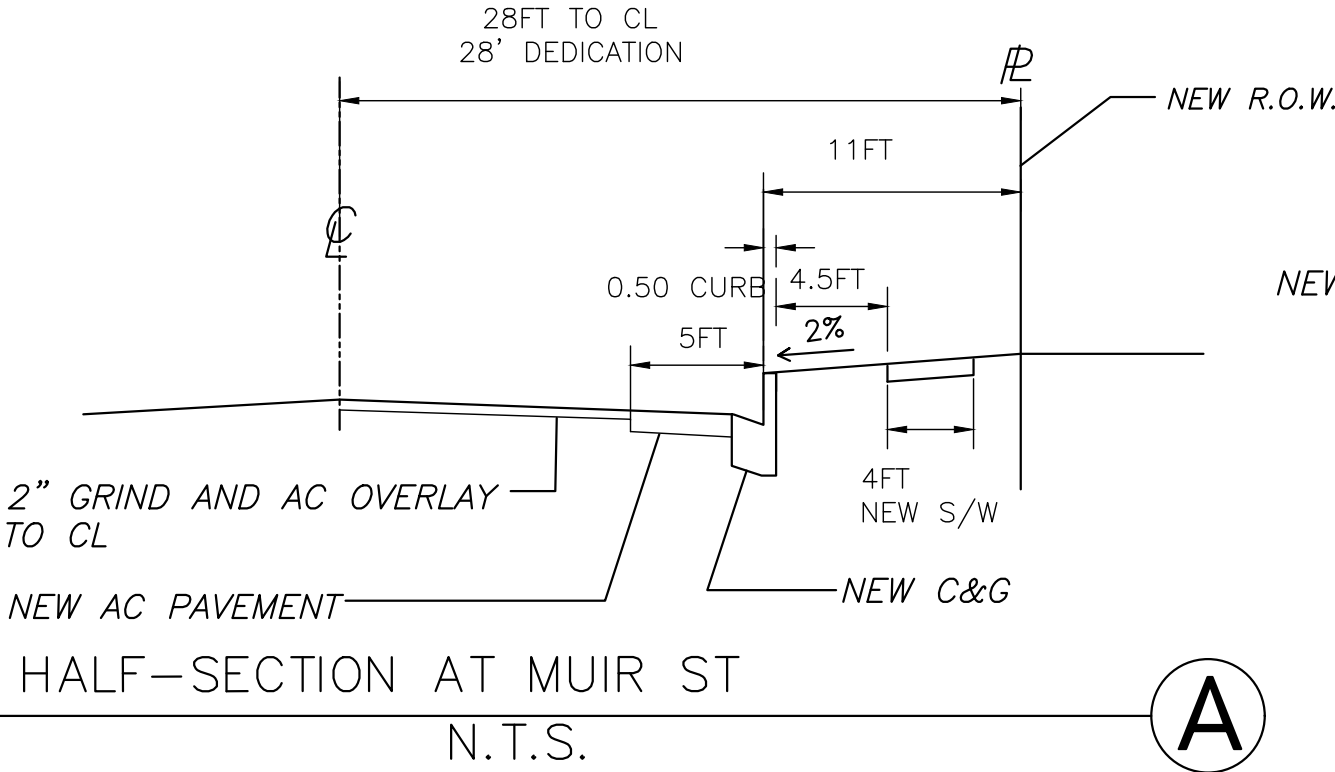 28FT TO CL
28' DEDICATION
PL
NEW R.O.W.
11FT
CL
0.50 CURB
4.5FT
NEW
5FT
2%
2” GRIND AND AC OVERLAY
TO CL
4FT
NEW S/W
NEW AC PAVEMENT
NEW C&G
HALF-SECTION AT MUIR ST
N.T.S.
A